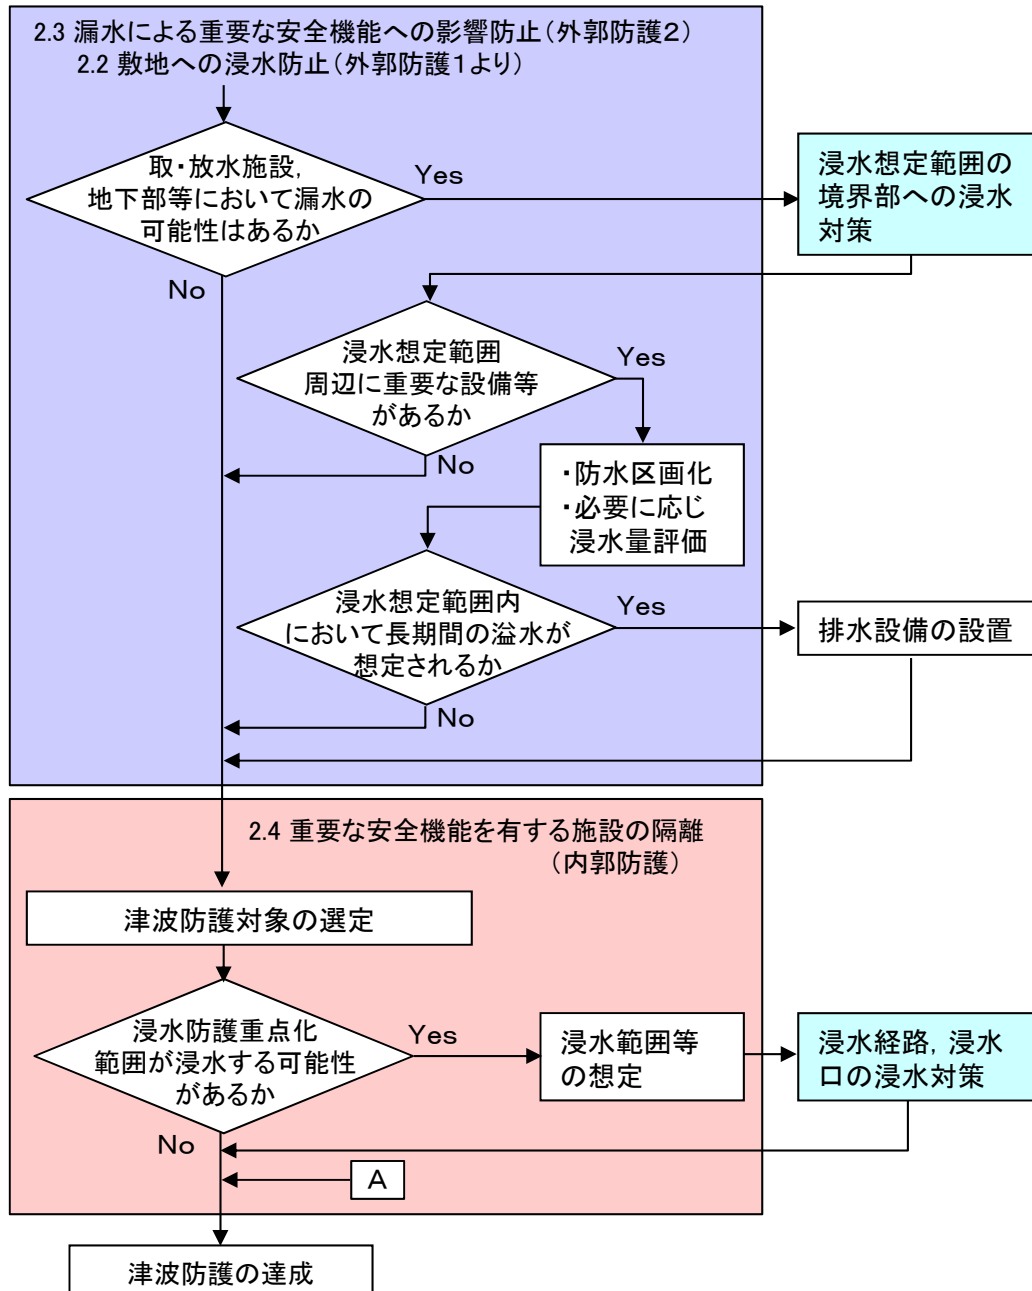 2.3 漏水による重要な安全機能への影響防止（外郭防護２）
2.2 敷地への浸水防止（外郭防護１より）
取・放水施設，
地下部等において漏水の
可能性はあるか
Yes
浸水想定範囲の
境界部への浸水
対策
No
浸水想定範囲
周辺に重要な設備等
があるか
Yes
No
・防水区画化
・必要に応じ
浸水量評価
浸水想定範囲内
において長期間の溢水が
想定されるか
Yes
排水設備の設置
No
2.4 重要な安全機能を有する施設の隔離
（内郭防護）
津波防護対象の選定
浸水防護重点化
範囲が浸水する可能性
があるか
Yes
浸水範囲等
の想定
浸水経路，浸水
口の浸水対策
No
A
津波防護の達成